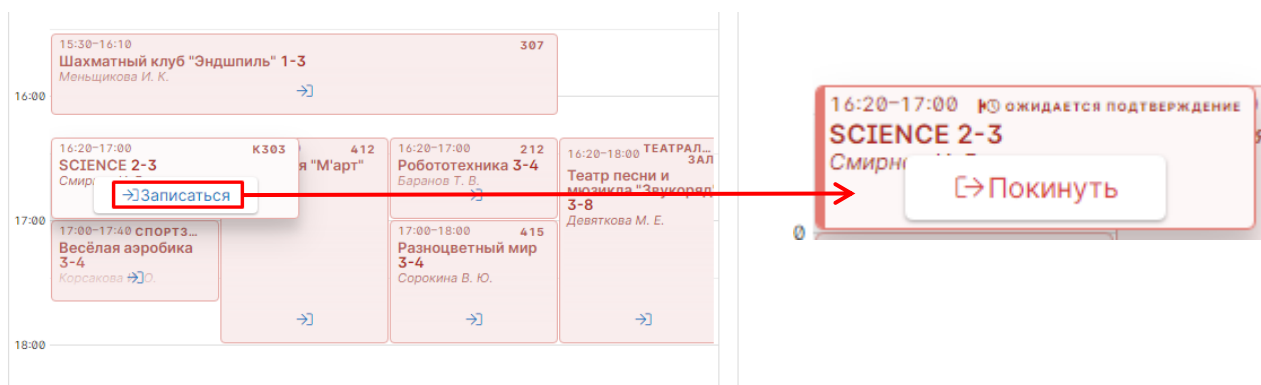 15:30-16:10 307
Шахматный клуб "Эндшпиль" 1-3
Меньщикова И. К.
16:00
16:20-17:00 К303
SCIENCE 2-3
Записаться
412
"М'арт"
16:20-17:00 212
Робототехника 3-4
Баранов Т. В.
16:20-18:00 ТЕАТРАЛ...
ЗАЛ
Театр песни и
мюзикла "Звукоряд"
3-8
Девяткова М. Е.
17:00
17:00-17:40 СПОРТЗ...
Весёлая аэробика
3-4
Корсакова
17:00-18:00 415
Разноцветный мир
3-4
Сорокина В. Ю.
18:00
16:20-17:00 ОЖИДАЕТСЯ ПОДТВЕРЖДЕНИЕ
SCIENCE 2-3
Покинуть